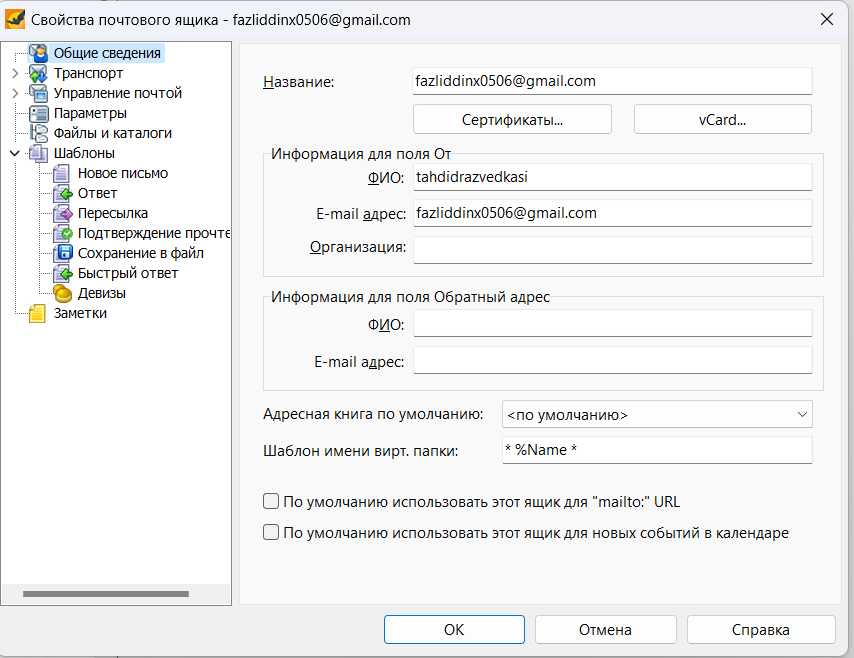 Свойства почтового ящика - fazliddinx0506@gmail.com
Общие сведения
Транспорт
Управление почтой
Параметры
Файлы и каталоги
Шаблоны
Новое письмо
Ответ
Пересылка
Подтверждение прочте
Сохранение в файл
Быстрый ответ
Девизы
Заметки
Название: fazliddinx0506@gmail.com
Сертификаты... vCard...
Информация для поля От
ФИО: tahdidrazvedkasi
E-mail адрес: fazliddinx0506@gmail.com
Организация:
Информация для поля Обратный адрес
ФИО:
E-mail адрес:
Адресная книга по умолчанию: <по умолчанию>
Шаблон имени вирт. папки: * %Name *
По умолчанию использовать этот ящик для "mailto:" URL
По умолчанию использовать этот ящик для новых событий в календаре
OK Отмена Справка